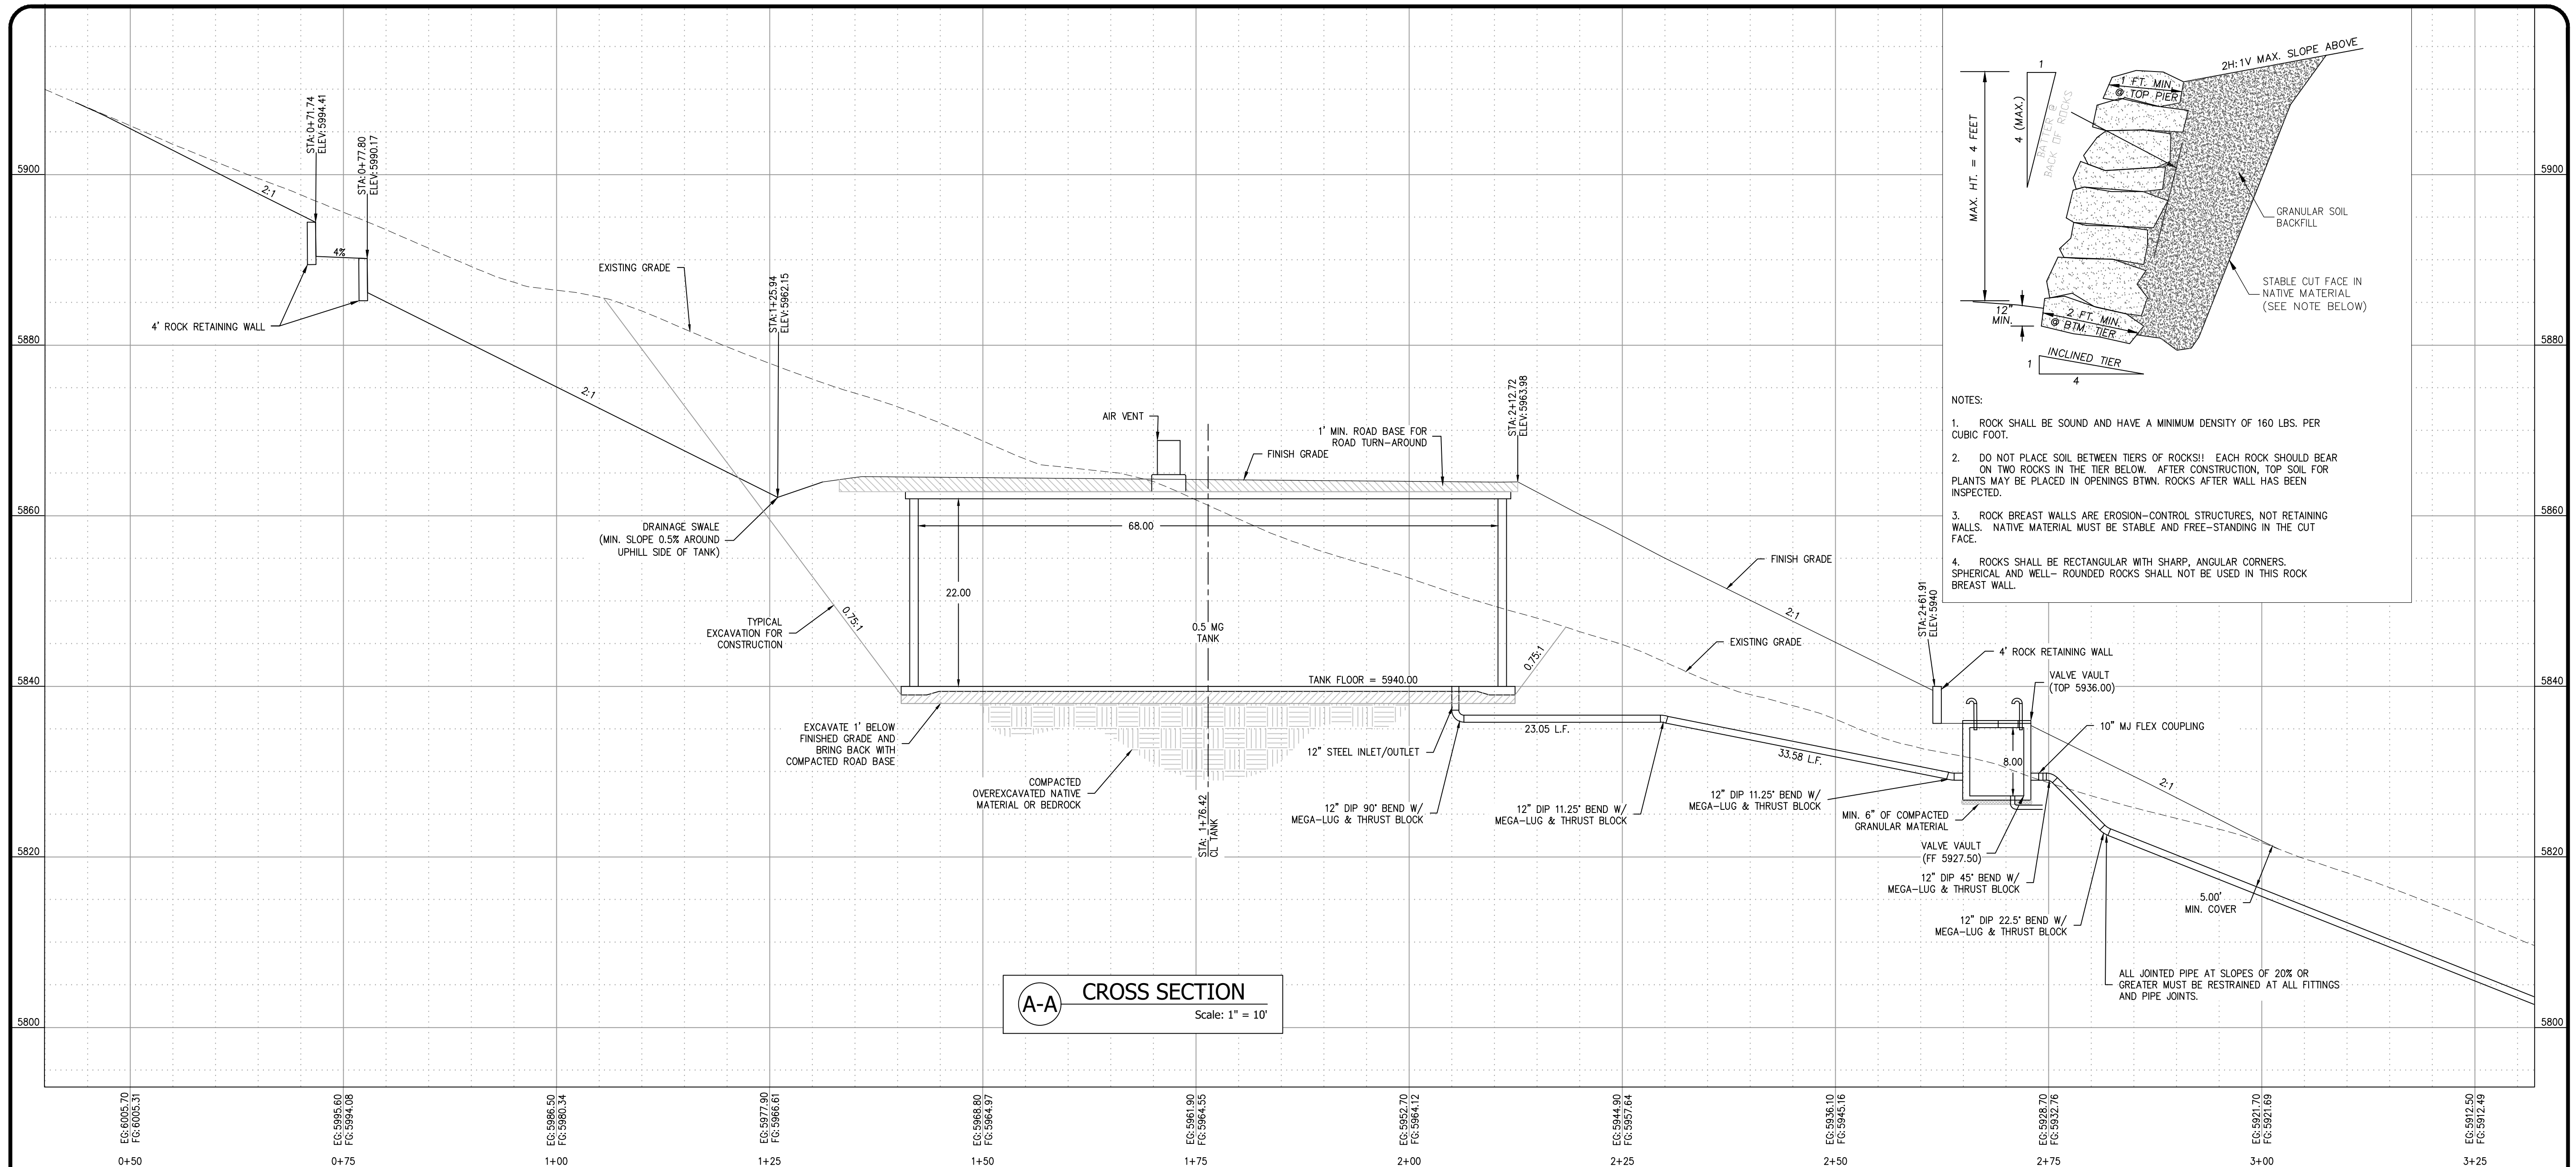 STA:0+71.74
ELEV:5994.41
STA:0+77.80
ELEV:5990.17
2:1
4%
4' ROCK RETAINING WALL
EXISTING GRADE
2:1
STA:1+25.94
ELEV:5962.15
DRAINAGE SWALE
(MIN. SLOPE 0.5% AROUND
UPHILL SIDE OF TANK)
TYPICAL
EXCAVATION FOR
CONSTRUCTION
0.75:1
AIR VENT
FINISH GRADE
1' MIN. ROAD BASE FOR
ROAD TURN-AROUND
STA:2+12.72
ELEV:5963.98
68.00
22.00
0.5 MG
TANK
TANK FLOOR = 5940.00
0.75:1
EXCAVATE 1' BELOW
FINISHED GRADE AND
BRING BACK WITH
COMPACTED ROAD BASE
COMPACTED
OVEREXCAVATED NATIVE
MATERIAL OR BEDROCK
STA: 1+76.42
CL TANK
12" STEEL INLET/OUTLET
23.05 L.F.
33.58 L.F.
12" DIP 90° BEND W/
MEGA-LUG & THRUST BLOCK
12" DIP 11.25° BEND W/
MEGA-LUG & THRUST BLOCK
12" DIP 11.25° BEND W/
MEGA-LUG & THRUST BLOCK
FINISH GRADE
2:1
EXISTING GRADE
STA:2+61.91
ELEV:5940
4' ROCK RETAINING WALL
VALVE VAULT
(TOP 5936.00)
10" MJ FLEX COUPLING
8.00
MIN. 6" OF COMPACTED
GRANULAR MATERIAL
VALVE VAULT
(FF 5927.50)
12" DIP 45° BEND W/
MEGA-LUG & THRUST BLOCK
12" DIP 22.5° BEND W/
MEGA-LUG & THRUST BLOCK
2:1
5.00'
MIN. COVER
ALL JOINTED PIPE AT SLOPES OF 20% OR
GREATER MUST BE RESTRAINED AT ALL FITTINGS
AND PIPE JOINTS.
A-A
CROSS SECTION
Scale: 1" = 10'
1
4 (MAX.)
MAX. HT. = 4 FEET
BATTER @
BACK OF ROCKS
1 FT. MIN.
@ TOP PIER
2H:1V MAX. SLOPE ABOVE
GRANULAR SOIL
BACKFILL
STABLE CUT FACE IN
NATIVE MATERIAL
(SEE NOTE BELOW)
12"
MIN.
2 FT. MIN.
@ BTM. TIER
INCLINED TIER
1
4
NOTES:
1. ROCK SHALL BE SOUND AND HAVE A MINIMUM DENSITY OF 160 LBS. PER
CUBIC FOOT.
2. DO NOT PLACE SOIL BETWEEN TIERS OF ROCKS!! EACH ROCK SHOULD BEAR
ON TWO ROCKS IN THE TIER BELOW. AFTER CONSTRUCTION, TOP SOIL FOR
PLANTS MAY BE PLACED IN OPENINGS BTWN. ROCKS AFTER WALL HAS BEEN
INSPECTED.
3. ROCK BREAST WALLS ARE EROSION-CONTROL STRUCTURES, NOT RETAINING
WALLS. NATIVE MATERIAL MUST BE STABLE AND FREE-STANDING IN THE CUT
FACE.
4. ROCKS SHALL BE RECTANGULAR WITH SHARP, ANGULAR CORNERS.
SPHERICAL AND WELL- ROUNDED ROCKS SHALL NOT BE USED IN THIS ROCK
BREAST WALL.
5900
5880
5860
5840
5820
5800
5900
5880
5860
5840
5820
5800
EG:6005.70
FG:6005.31
EG:5995.60
FG:5994.08
EG:5986.50
FG:5980.34
EG:5977.90
FG:5966.61
EG:5968.80
FG:5964.97
EG:5961.90
FG:5964.55
EG:5952.70
FG:5964.12
EG:5944.90
FG:5957.64
EG:5936.10
FG:5945.16
EG:5928.70
FG:5932.76
EG:5921.70
FG:5921.69
EG:5912.50
FG:5912.49
0+50
0+75
1+00
1+25
1+50
1+75
2+00
2+25
2+50
2+75
3+00
3+25